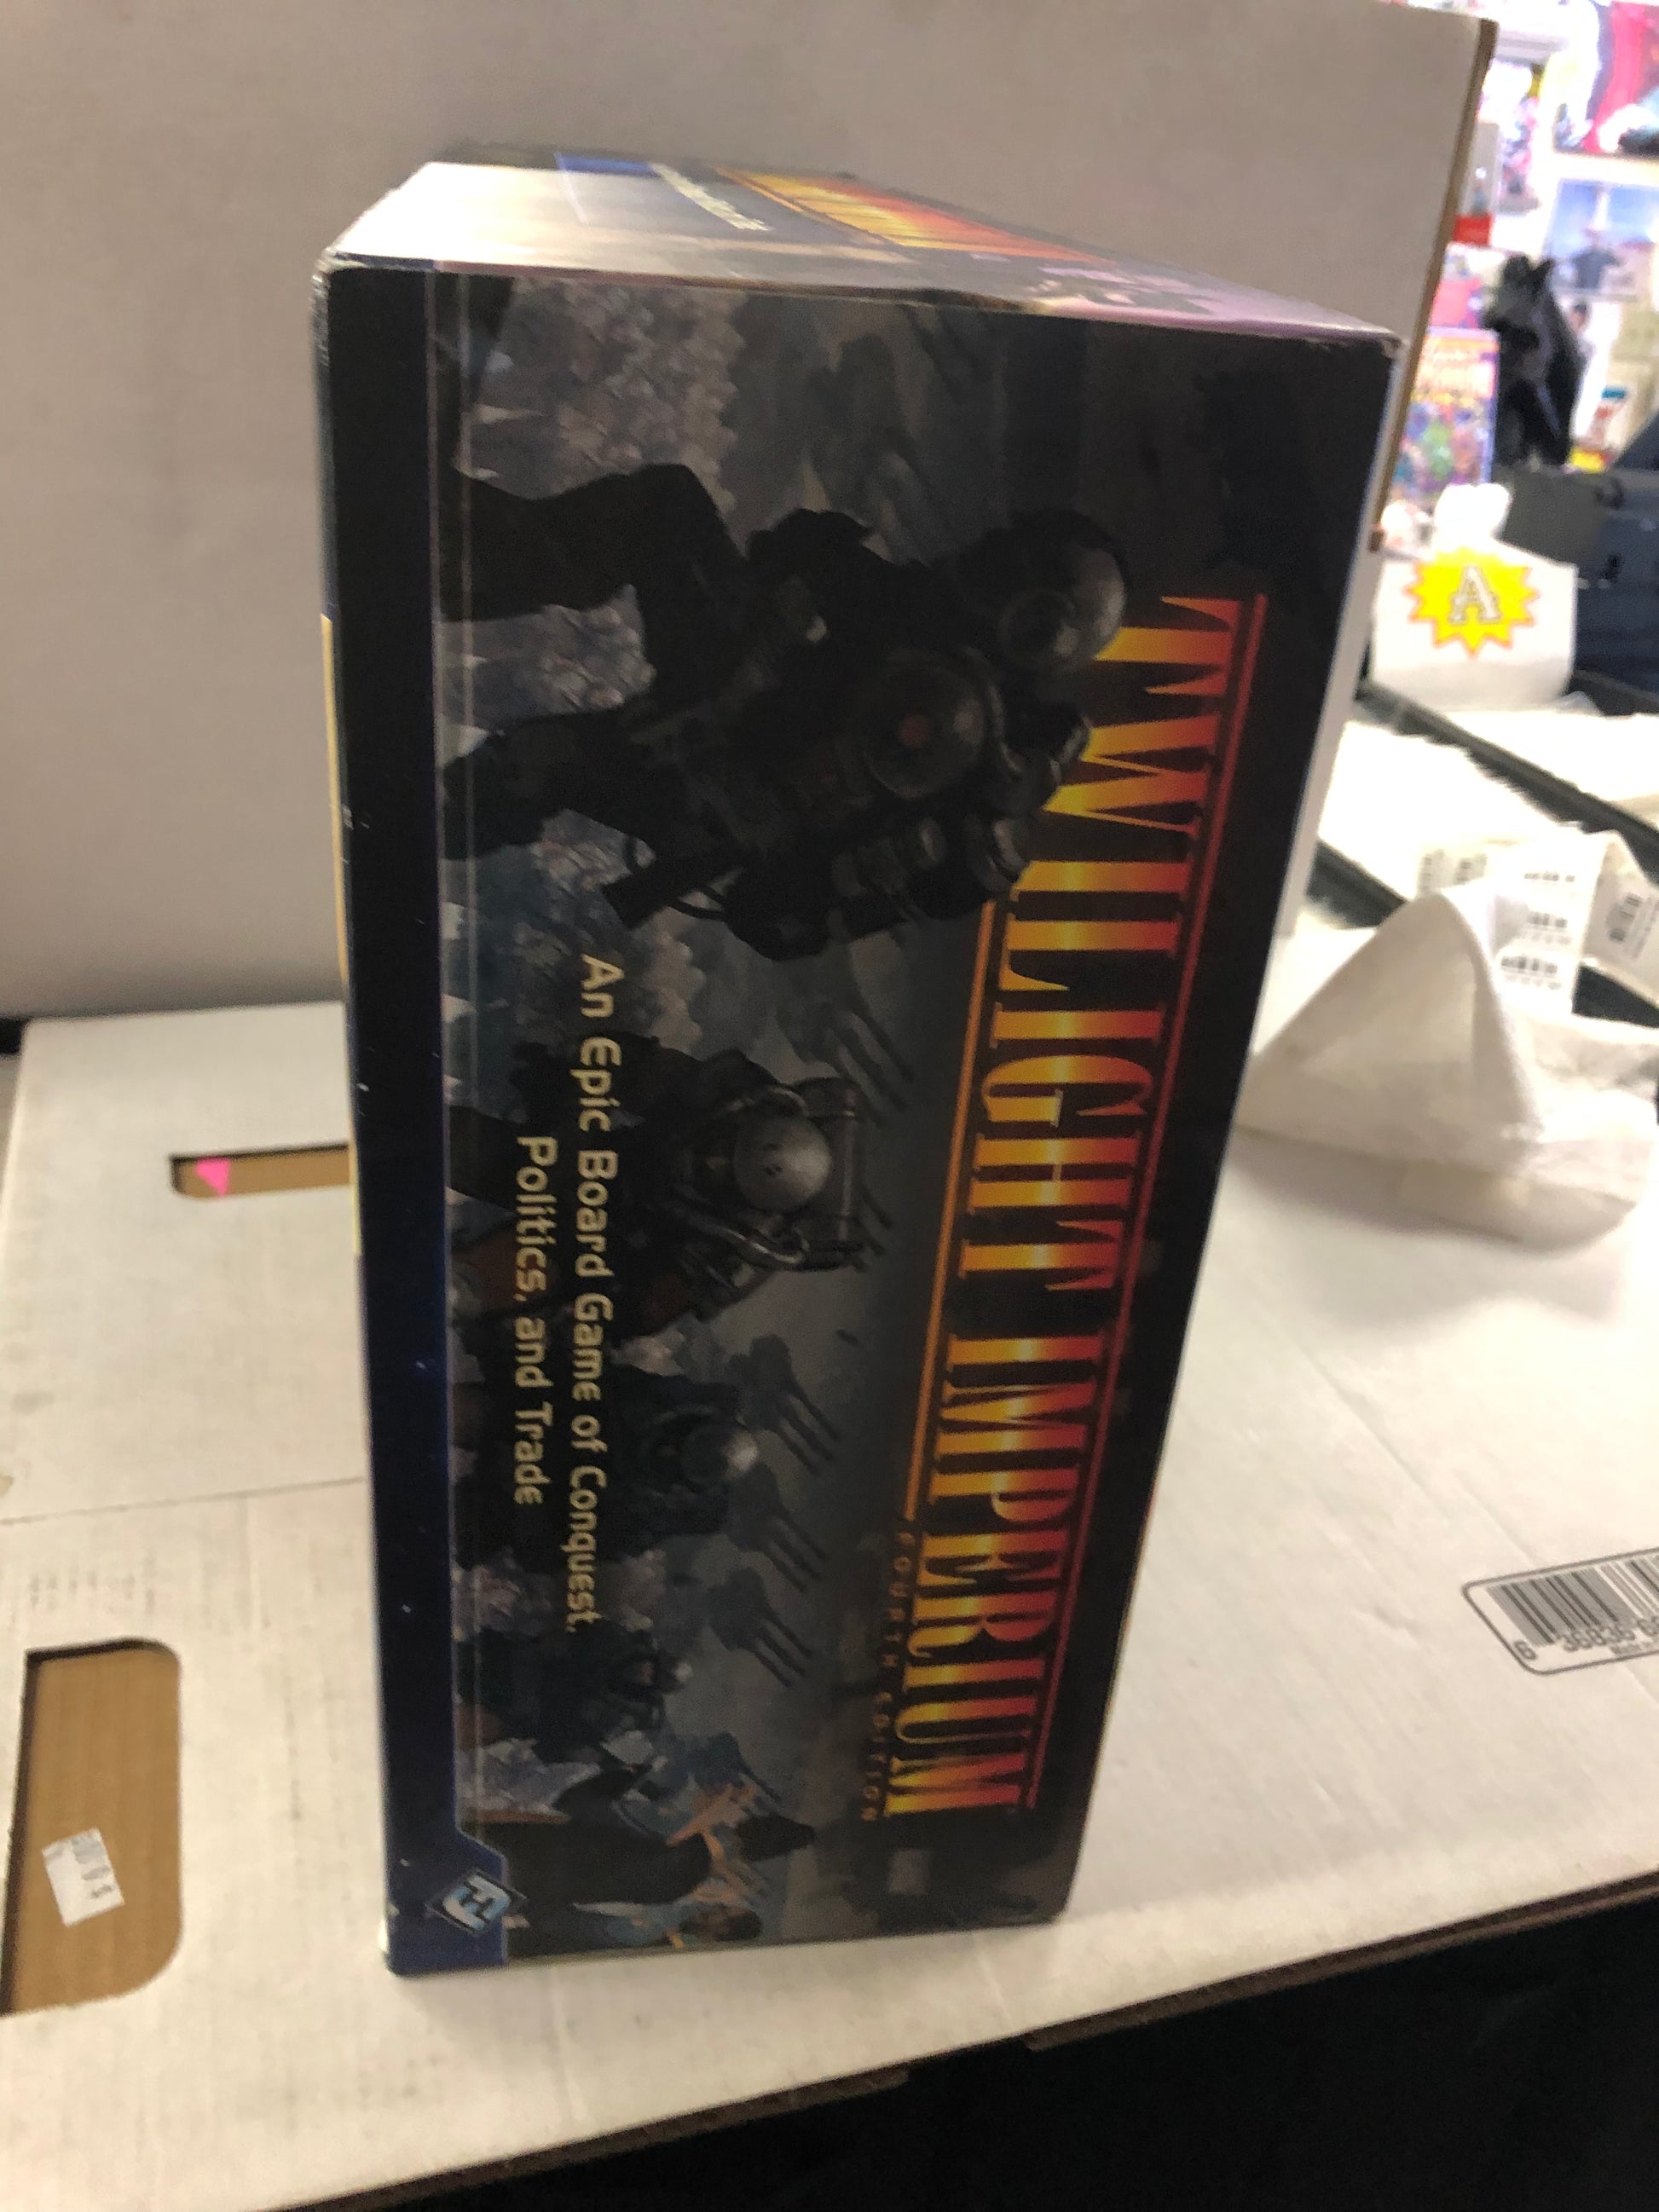 TWILIGHT IMPERIUM
FOURTH EDITION
An Epic Board Game of Conquest,
Politics, and Trade
A